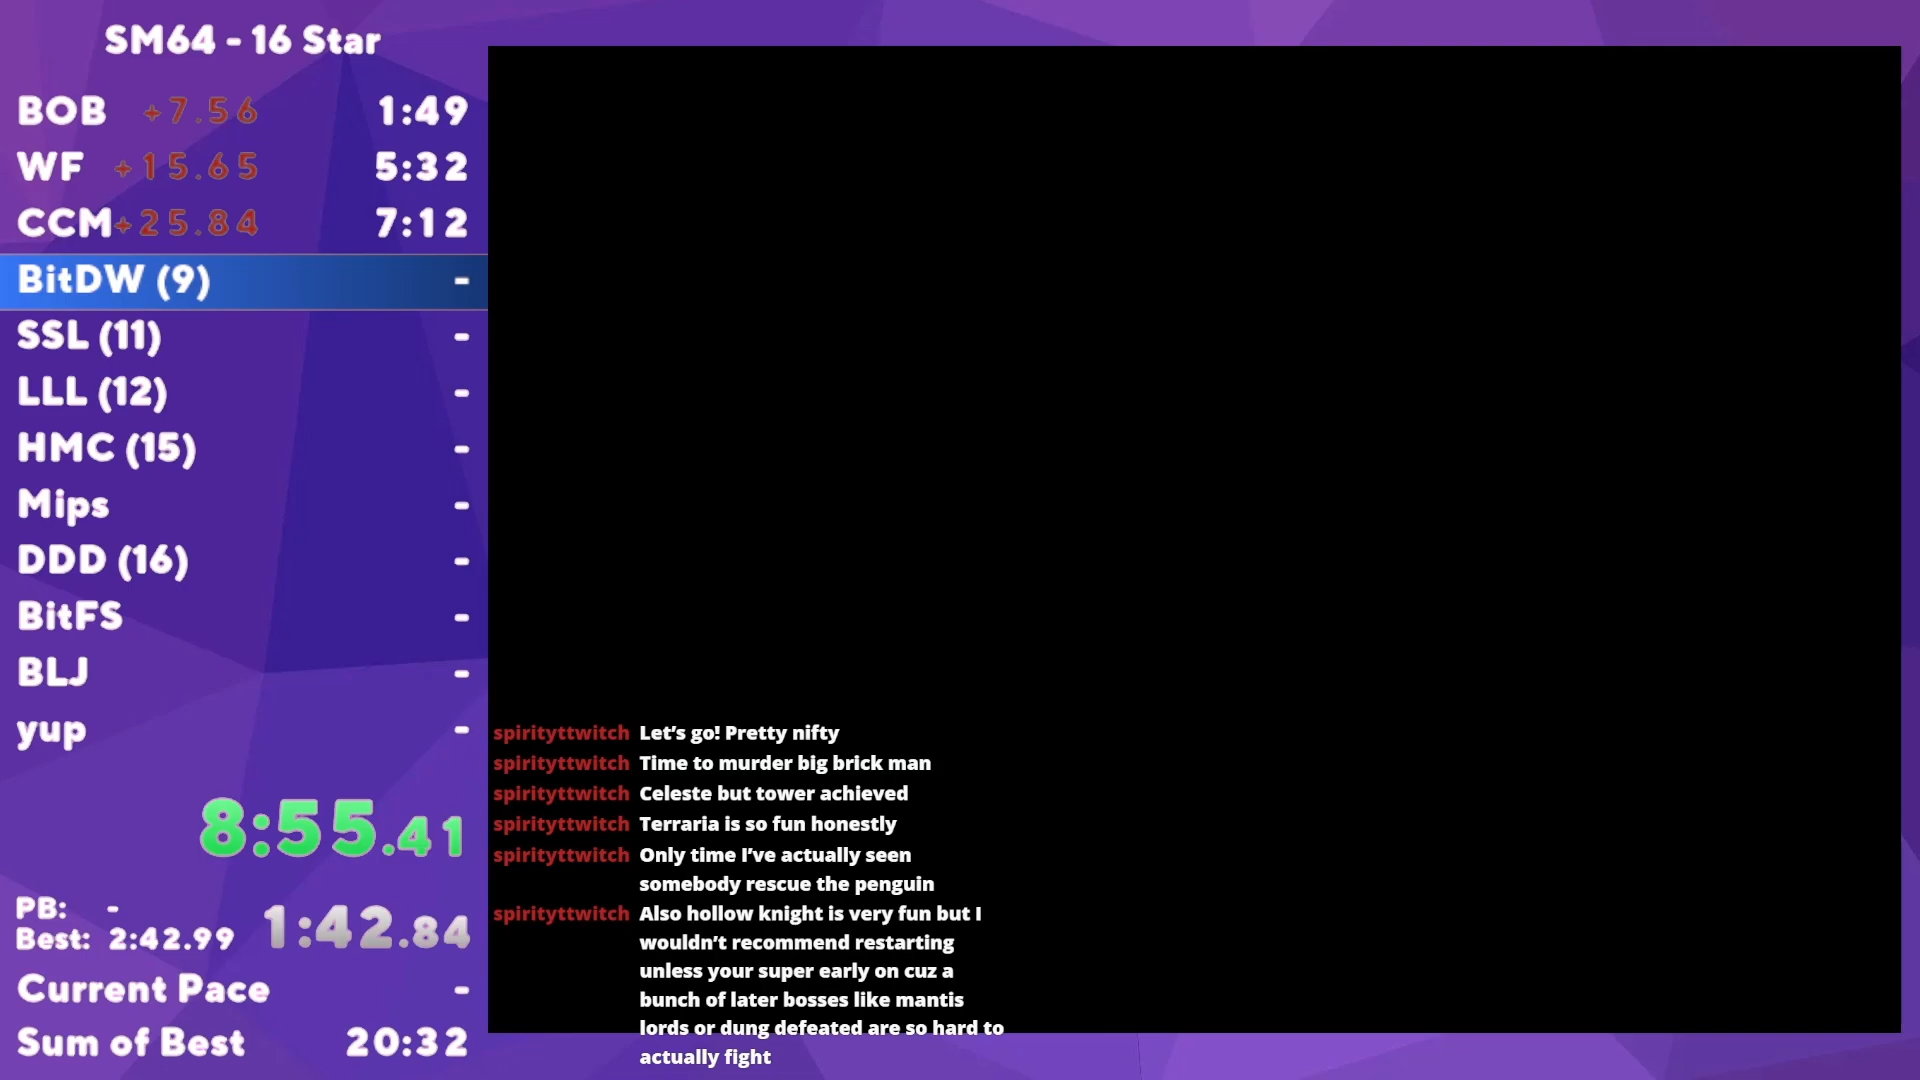 SM64 - 16 Star
BOB +7.56 1:49
WF +15.65 5:32
CCM +25.84 7:12
BitDW (9) -
SSL (11) -
LLL (12) -
HMC (15) -
Mips -
DDD (16) -
BitFS -
BLJ -
yup -
8:55.41
PB: -
Best: 2:42.99 1:42.84
Current Pace -
Sum of Best 20:32
spirityttwitch Let’s go! Pretty nifty
spirityttwitch Time to murder big brick man
spirityttwitch Celeste but tower achieved
spirityttwitch Terraria is so fun honestly
spirityttwitch Only time I’ve actually seen
somebody rescue the penguin
spirityttwitch Also hollow knight is very fun but I
wouldn’t recommend restarting
unless your super early on cuz a
bunch of later bosses like mantis
lords or dung defeated are so hard to
actually fight